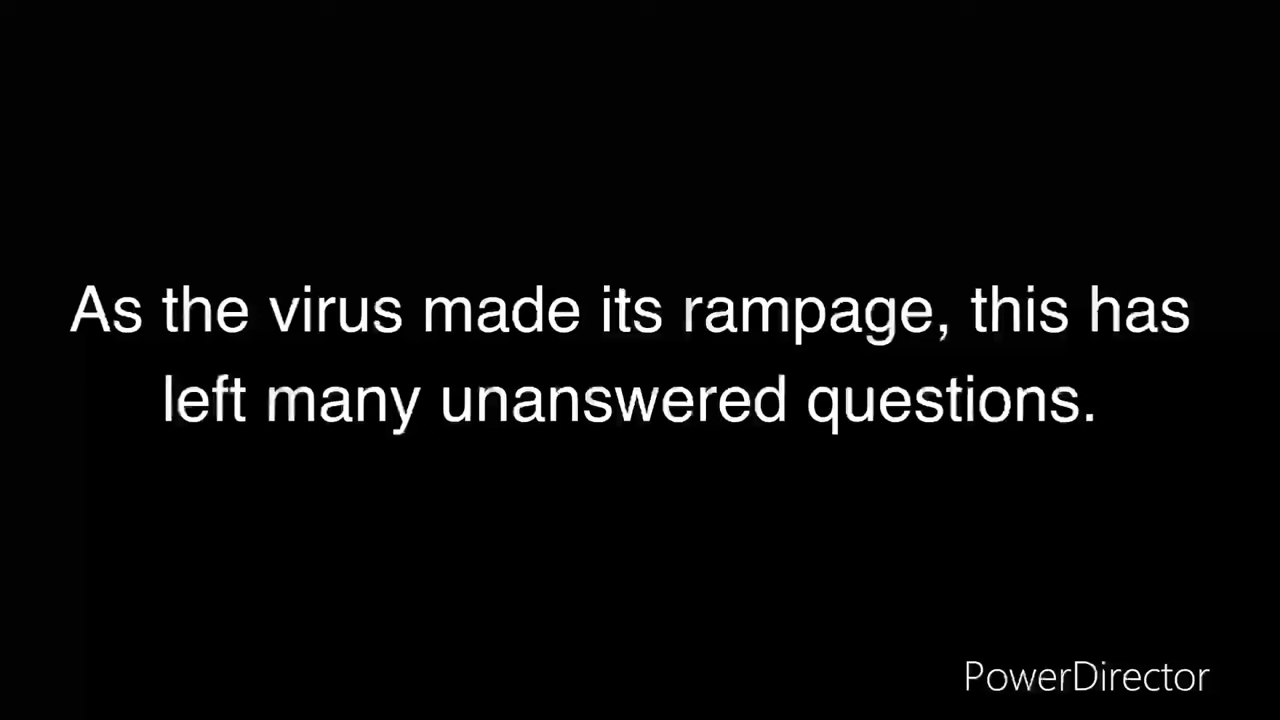 As the virus made its rampage, this has
left many unanswered questions.
PowerDirector